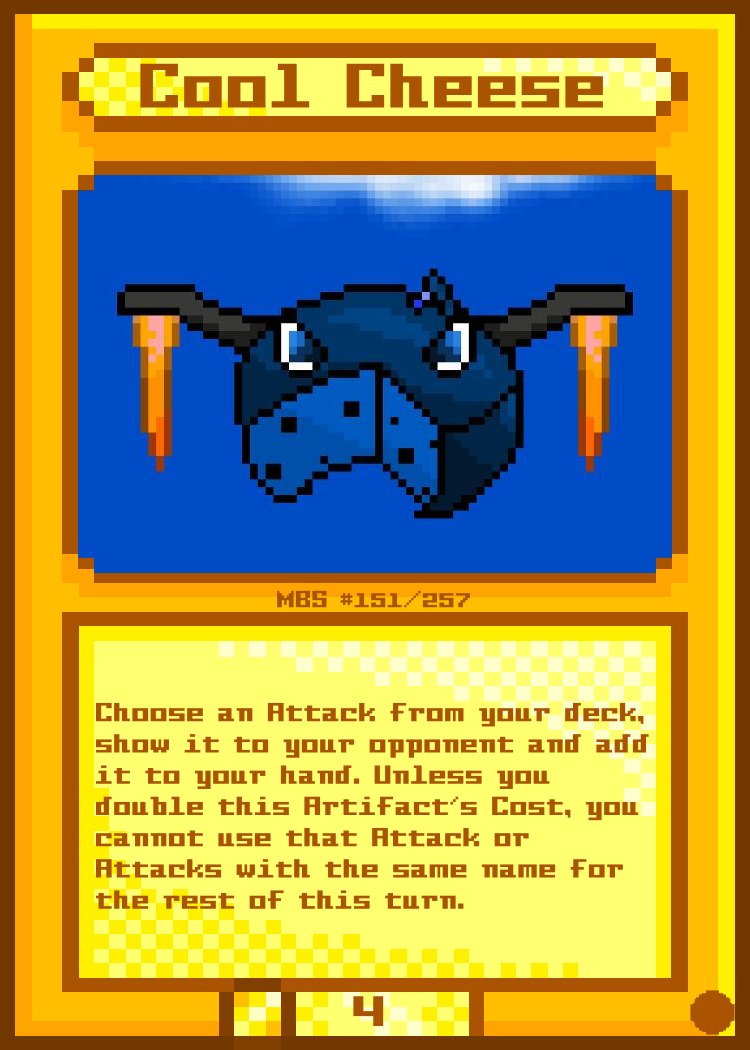 Cool Cheese
MBS #151/257
Choose an Attack from your deck,
show it to your opponent and add
it to your hand. Unless you
double this Artifact's Cost, you
cannot use that Attack or
Attacks with the same name for
the rest of this turn.
4